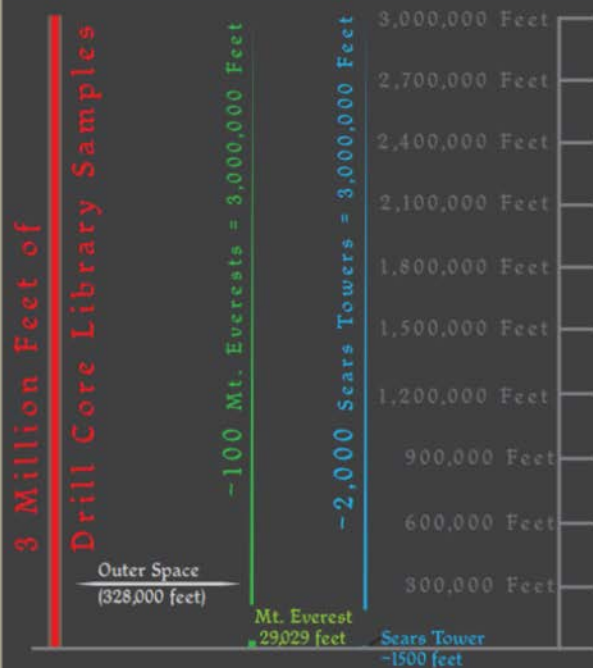 3 Million Feet of
Drill Core Library Samples
~100 Mt. Everests = 3,000,000 Feet
~2,000 Sears Towers = 3,000,000 Feet
3,000,000 Feet
2,700,000 Feet
2,400,000 Feet
2,100,000 Feet
1,800,000 Feet
1,500,000 Feet
1,200,000 Feet
900,000 Feet
600,000 Feet
300,000 Feet
Outer Space
(328,000 feet)
Mt. Everest
29,029 feet
Sears Tower
~1500 feet